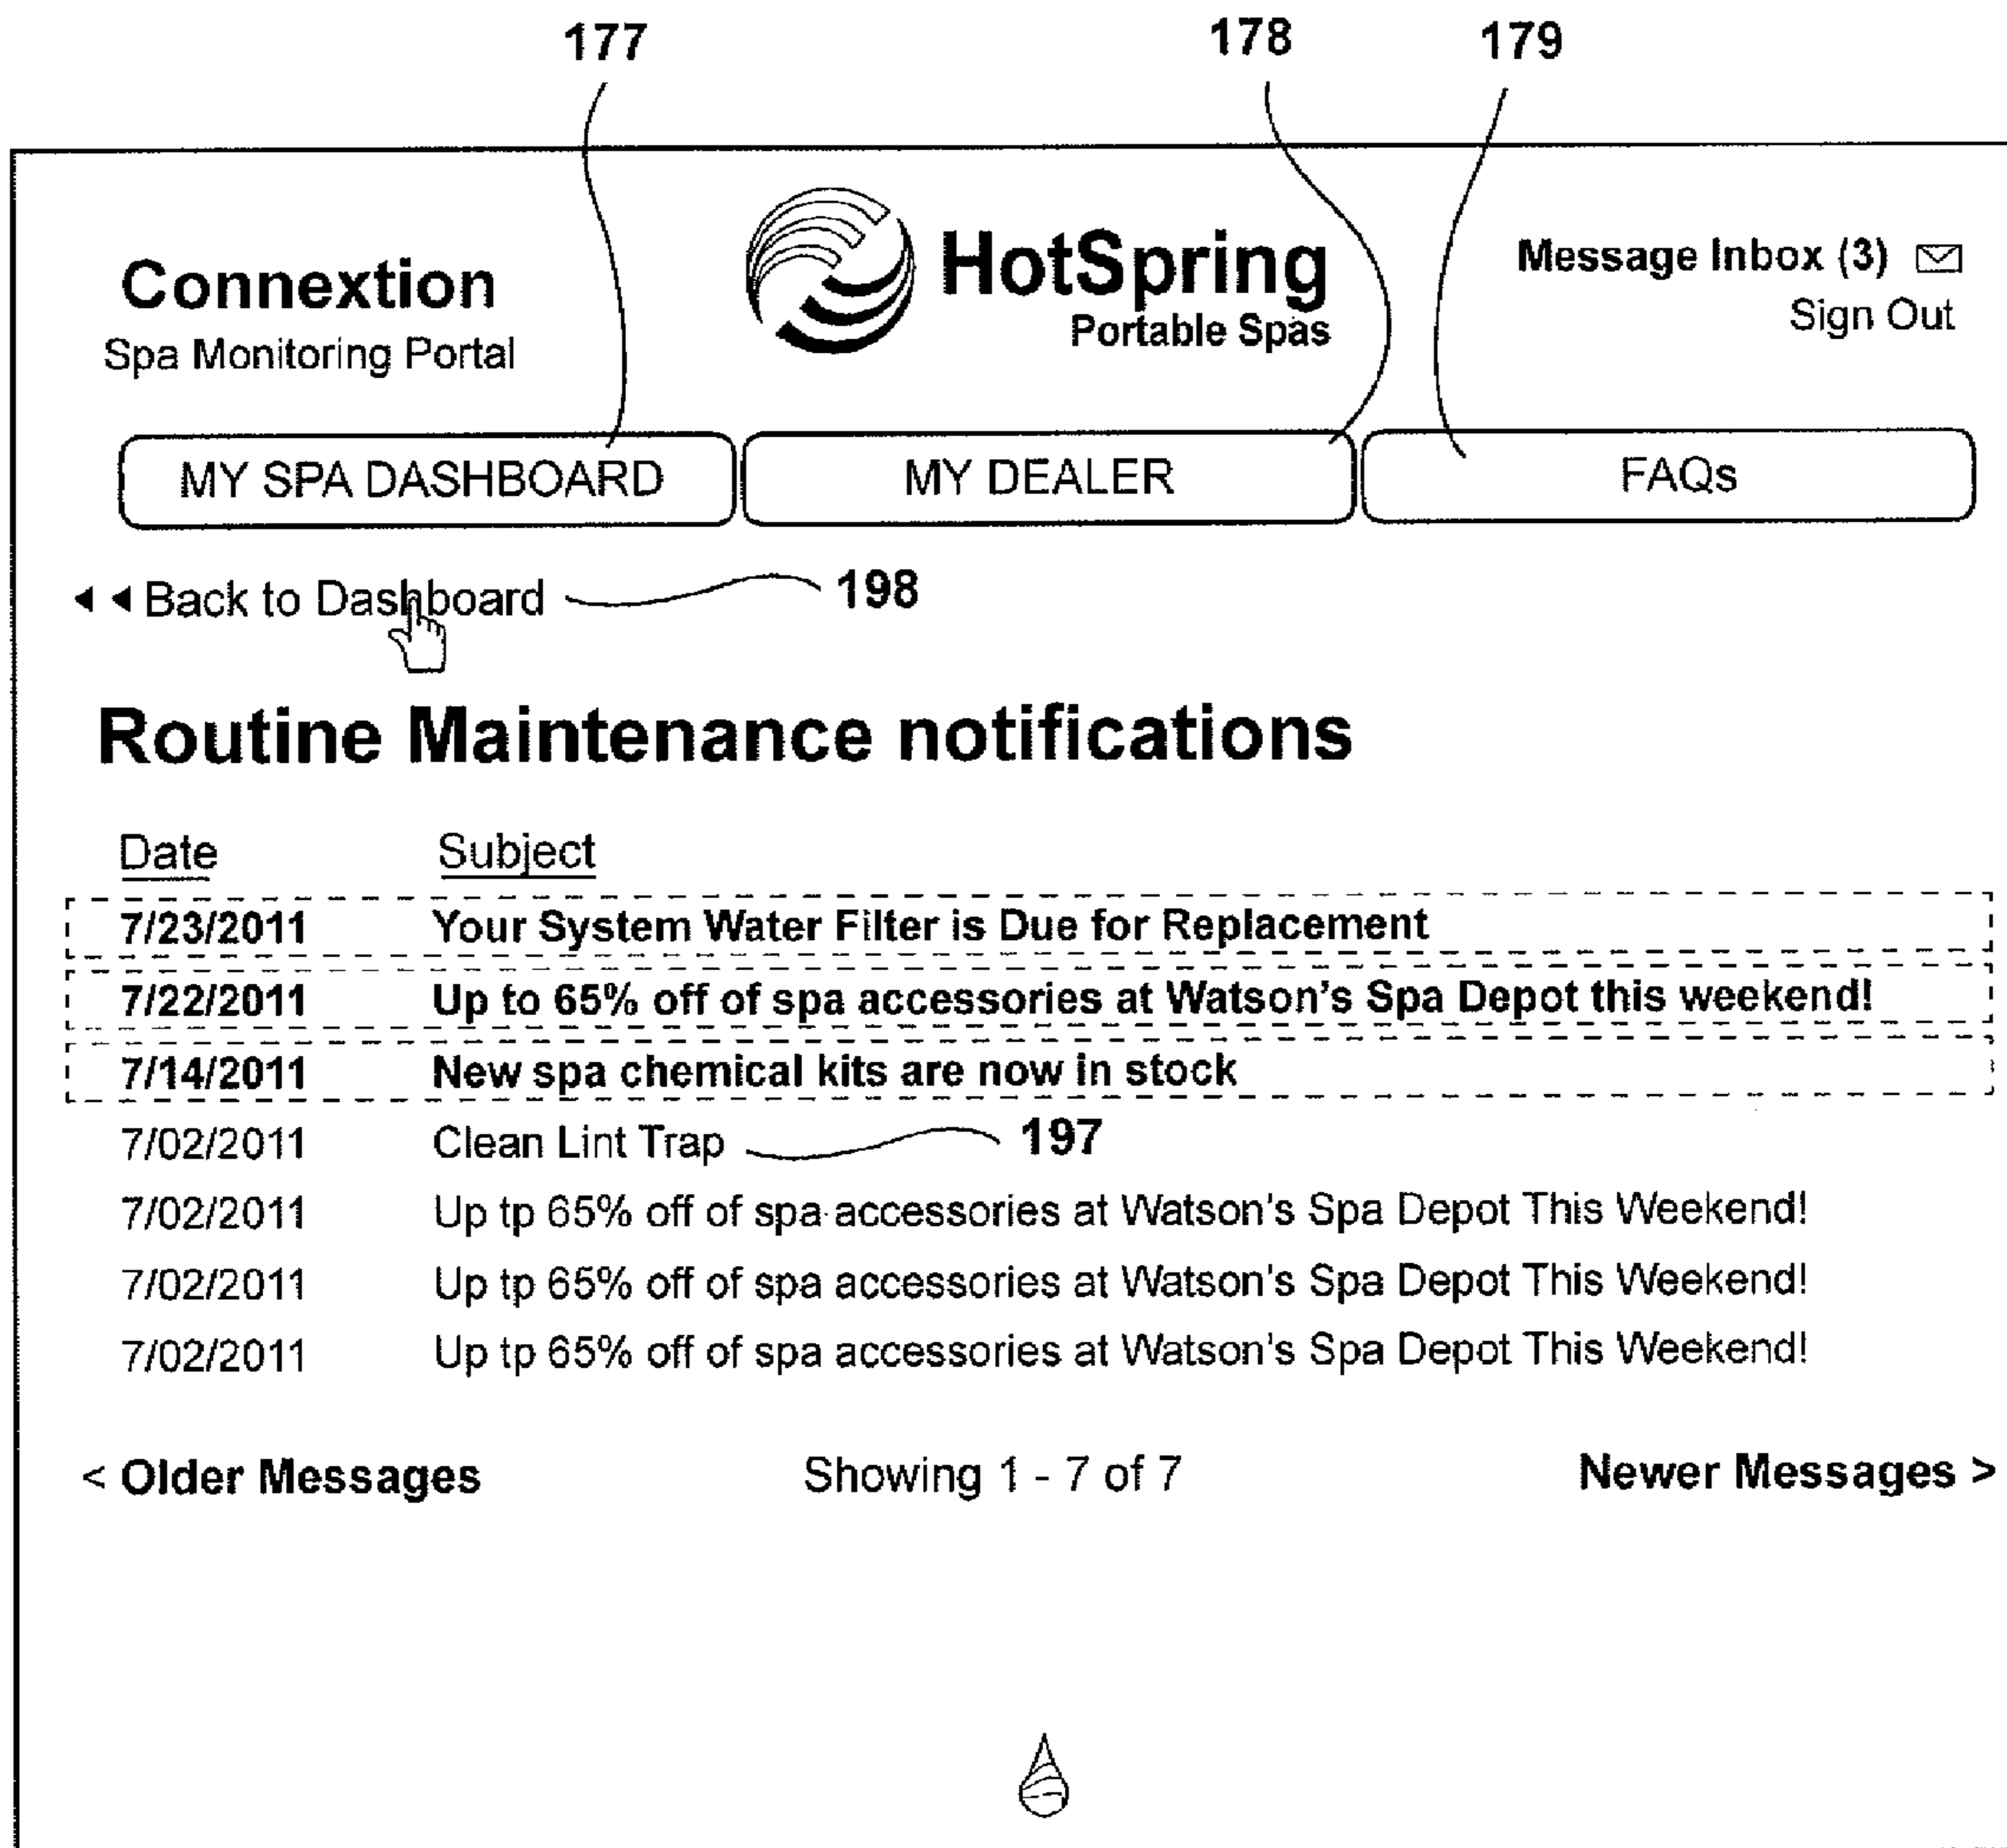 177 178 179
Connextion
Spa Monitoring Portal
HotSpring
Portable Spas
Message Inbox (3)
Sign Out
MY SPA DASHBOARD MY DEALER FAQs
Back to Dashboard 198
Routine Maintenance notifications
Date Subject
7/23/2011 Your System Water Filter is Due for Replacement
7/22/2011 Up to 65% off of spa accessories at Watson's Spa Depot this weekend!
7/14/2011 New spa chemical kits are now in stock
7/02/2011 Clean Lint Trap 197
7/02/2011 Up tp 65% off of spa accessories at Watson's Spa Depot This Weekend!
7/02/2011 Up tp 65% off of spa accessories at Watson's Spa Depot This Weekend!
7/02/2011 Up tp 65% off of spa accessories at Watson's Spa Depot This Weekend!
< Older Messages Showing 1 - 7 of 7 Newer Messages >